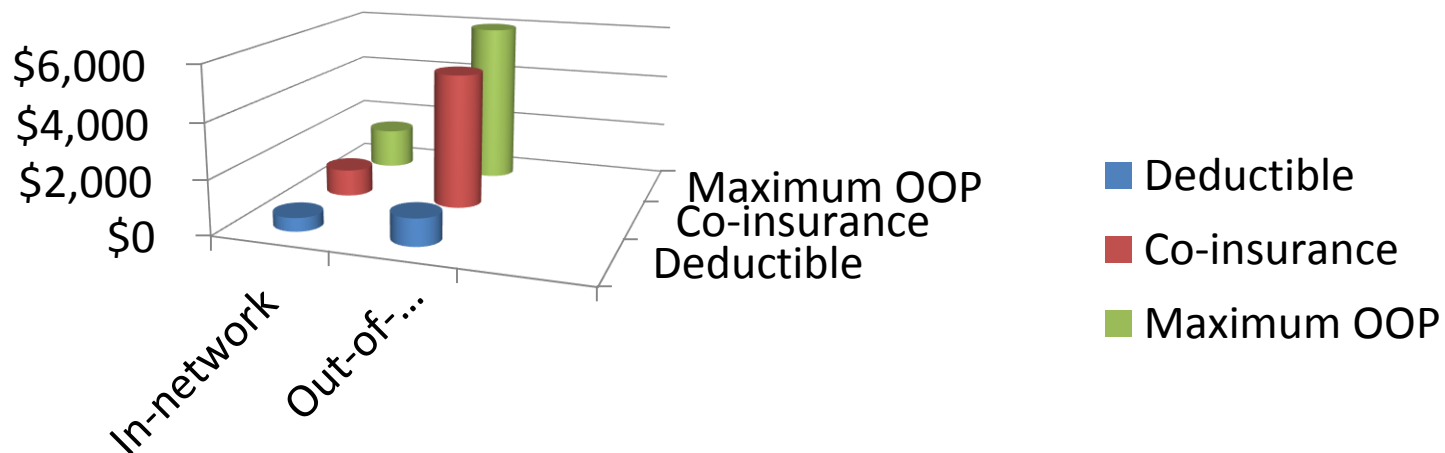 $6,000
$4,000
$2,000
$0
In-network
Out-of-...
Maximum OOP
Co-insurance
Deductible
Deductible
Co-insurance
Maximum OOP